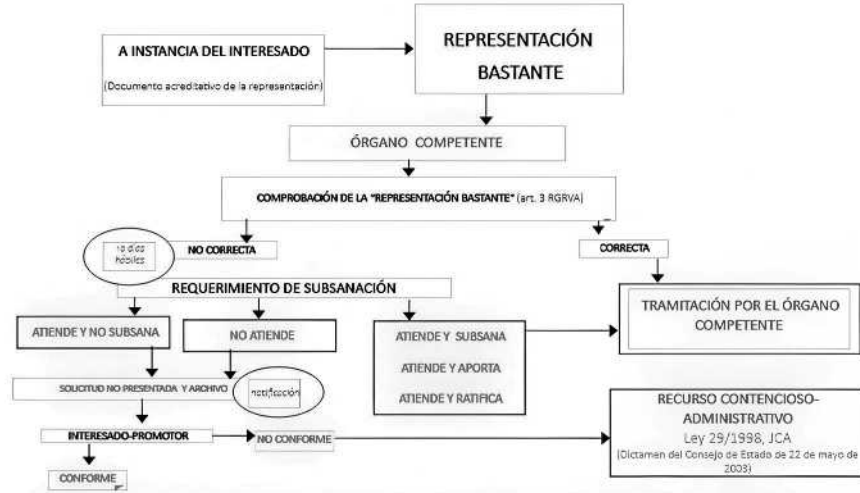 A INSTANCIA DEL INTERESADO
(Documento acreditativo de la representación)
REPRESENTACIÓN
BASTANTE
ÓRGANO COMPETENTE
COMPROBACIÓN DE LA “REPRESENTACIÓN BASTANTE” (art. 3 RGRVA)
10 días
hábiles
NO CORRECTA
CORRECTA
REQUERIMIENTO DE SUBSANACIÓN
ATIENDE Y NO SUBSANA
NO ATIENDE
ATIENDE Y SUBSANA
ATIENDE Y APORTA
ATIENDE Y RATIFICA
TRAMITACIÓN POR EL ÓRGANO
COMPETENTE
SOLICITUD NO PRESENTADA Y ARCHIVO
notificación
INTERESADO-PROMOTOR
NO CONFORME
CONFORME
RECURSO CONTENCIOSO-
ADMINISTRATIVO
Ley 29/1998, JCA
(Dictamen del Consejo de Estado de 22 de mayo de
2003)